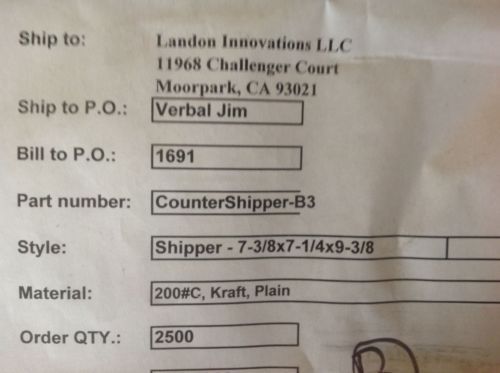 Ship to: Landon Innovations LLC
11968 Challenger Court
Moorpark, CA 93021
Ship to P.O.: Verbal Jim
Bill to P.O.: 1691
Part number: CounterShipper-B3
Style: Shipper - 7-3/8x7-1/4x9-3/8
Material: 200#C, Kraft, Plain
Order QTY.: 2500